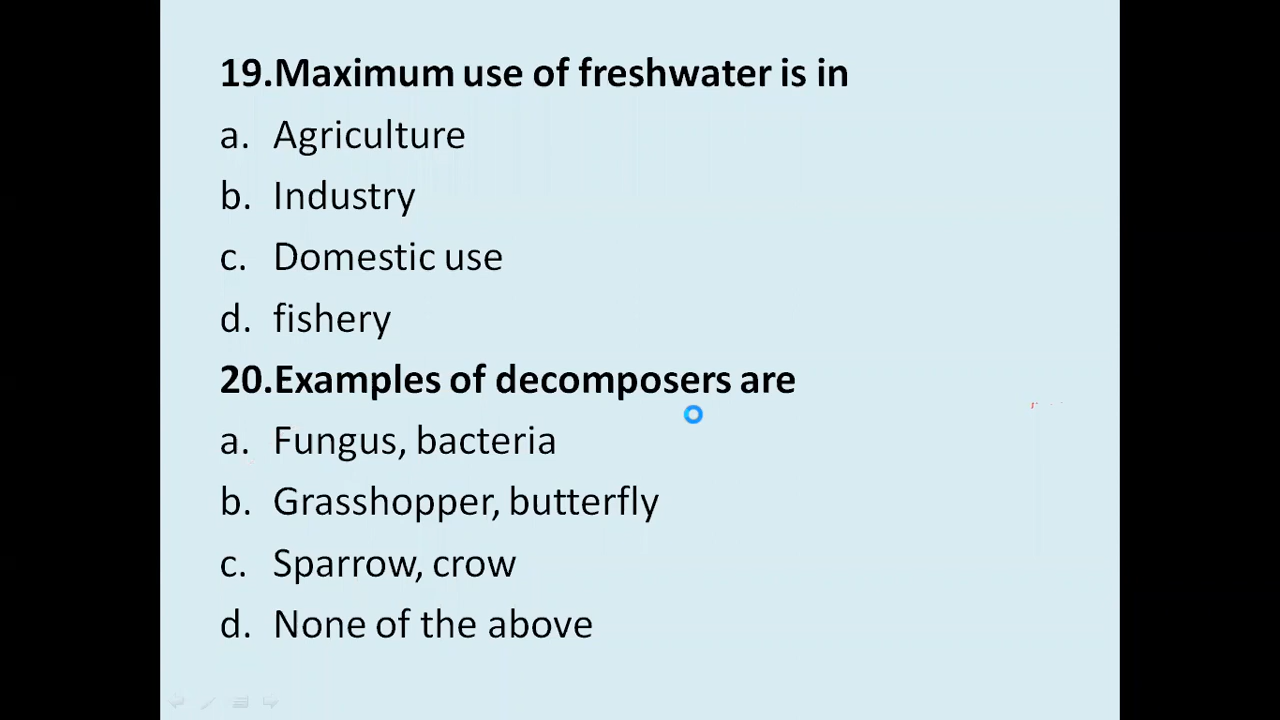 19.Maximum use of freshwater is in
a. Agriculture
b. Industry
c. Domestic use
d. fishery
20.Examples of decomposers are
a. Fungus, bacteria
b. Grasshopper, butterfly
c. Sparrow, crow
d. None of the above